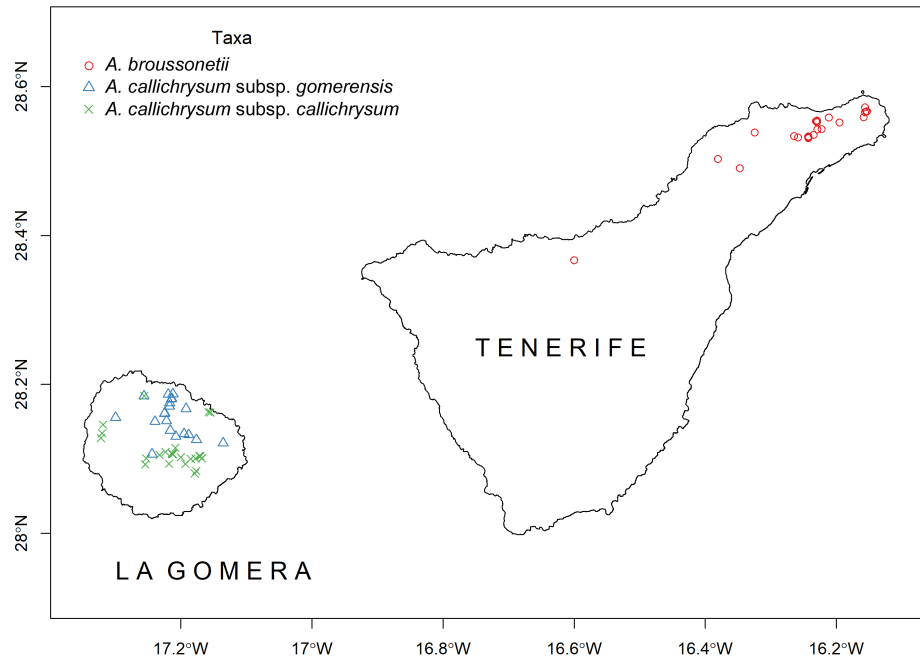 Taxa
A. broussonetii
A. callichrysum subsp. gomerensis
A. callichrysum subsp. callichrysum
28.6°N
28.4°N
28.2°N
28°N
TENERIFE
LA GOMERA
17.2°W
17°W
16.8°W
16.6°W
16.4°W
16.2°W